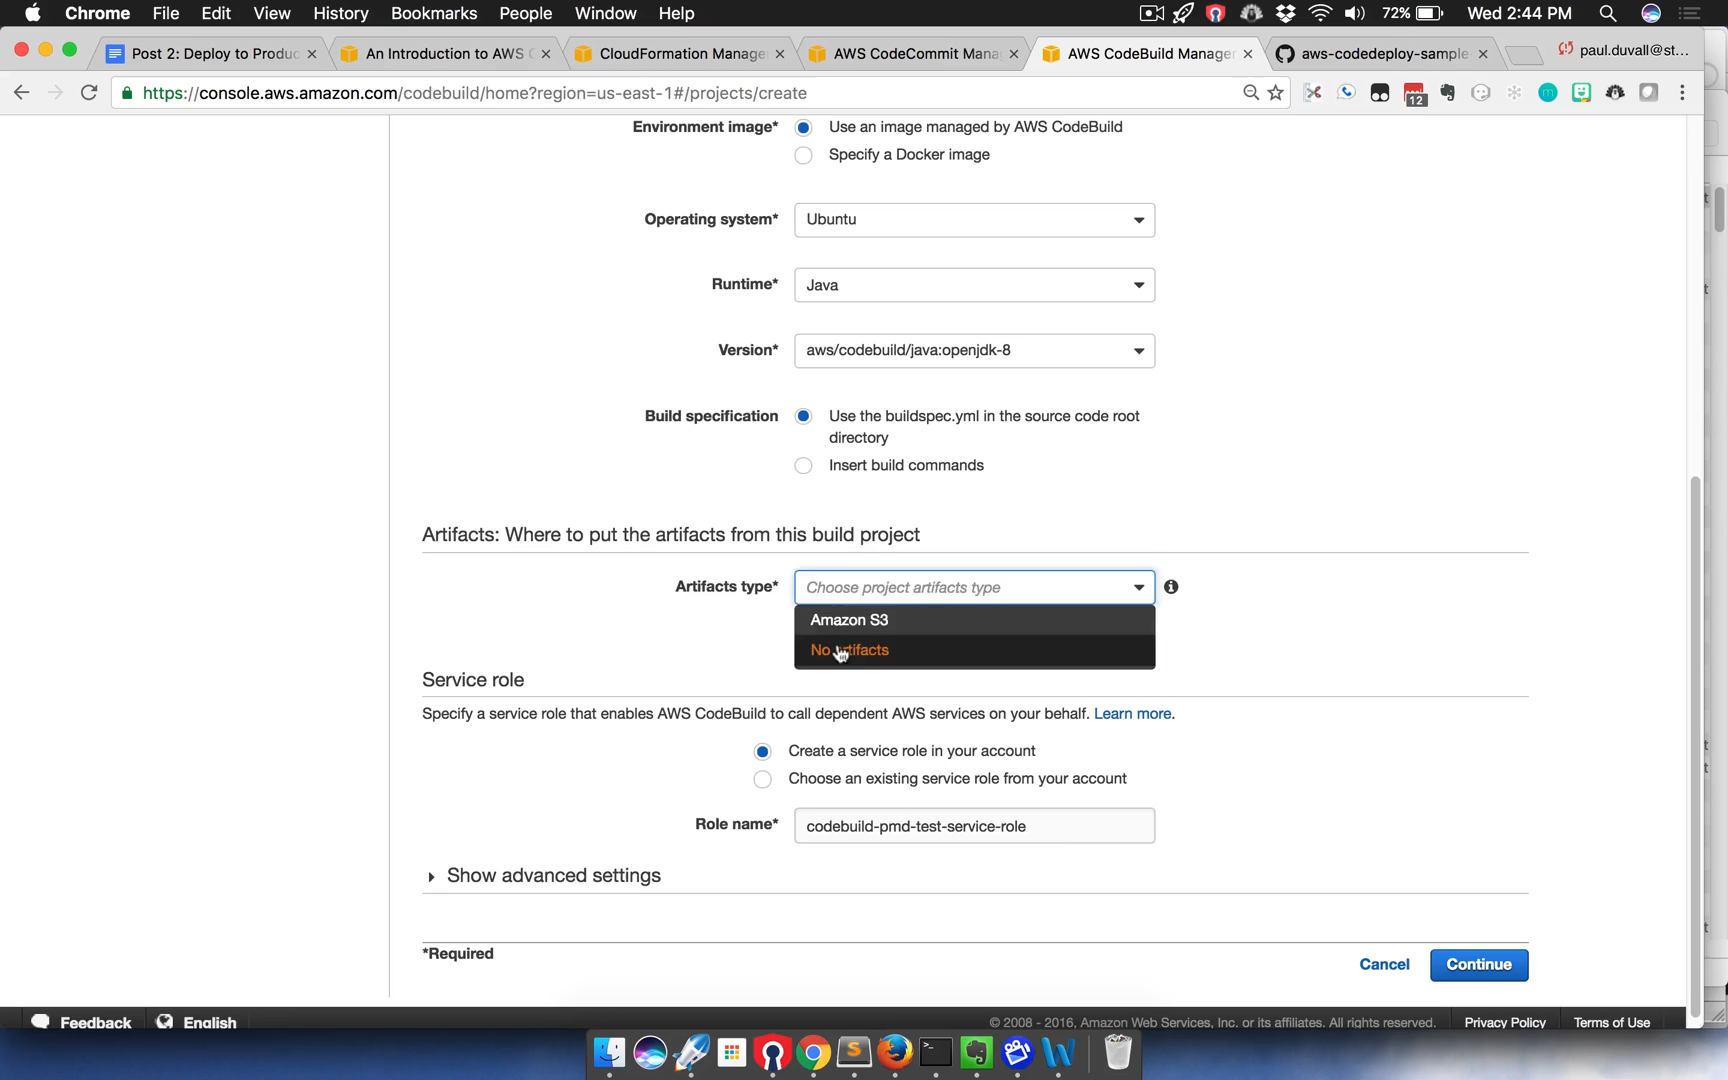 Chrome File Edit View History Bookmarks People Window Help 72% Wed 2:44 PM
Post 2: Deploy to Produc An Introduction to AWS C CloudFormation Manage AWS CodeCommit Mana AWS CodeBuild Manager aws-codedeploy-sample paul.duvall@st...
https://console.aws.amazon.com/codebuild/home?region=us-east-1#/projects/create 12
Environment image* Use an image managed by AWS CodeBuild
Specify a Docker image
Operating system* Ubuntu
Runtime* Java
Version* aws/codebuild/java:openjdk-8
Build specification Use the buildspec.yml in the source code root
directory
Insert build commands
Artifacts: Where to put the artifacts from this build project
Artifacts type* Choose project artifacts type
Amazon S3
No artifacts
Service role
Specify a service role that enables AWS CodeBuild to call dependent AWS services on your behalf. Learn more.
Create a service role in your account
Choose an existing service role from your account
Role name* codebuild-pmd-test-service-role
Show advanced settings
*Required
Cancel Continue
Feedback English © 2008 - 2016, Amazon Web Services, Inc. or its affiliates. All rights reserved. Privacy Policy Terms of Use